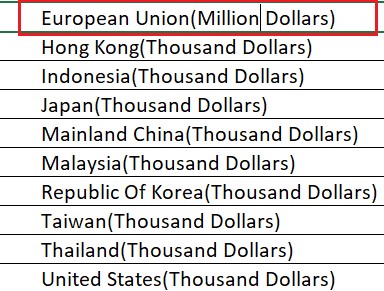 European Union(Million Dollars)
Hong Kong(Thousand Dollars)
Indonesia(Thousand Dollars)
Japan(Thousand Dollars)
Mainland China(Thousand Dollars)
Malaysia(Thousand Dollars)
Republic Of Korea(Thousand Dollars)
Taiwan(Thousand Dollars)
Thailand(Thousand Dollars)
United States(Thousand Dollars)